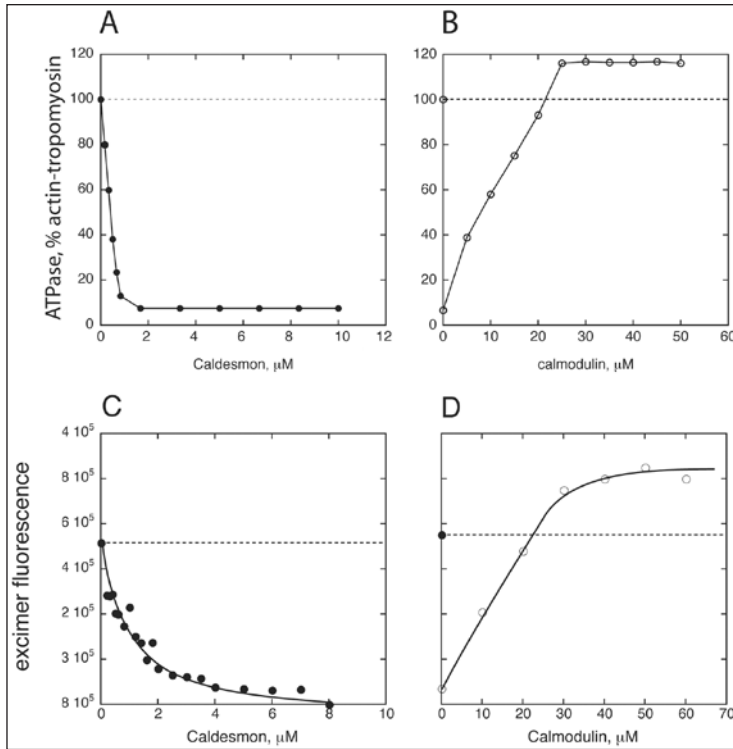 A
B
ATPase, % actin-tropomyosin
120
100
80
60
40
20
0
0 2 4 6 8 10 12
Caldesmon, μM
120
100
80
60
40
20
0
0 10 20 30 40 50 60
calmodulin, μM
C
D
excimer fluorescence
4 10⁵
8 10⁵
6 10⁵
4 10⁵
2 10⁵
3 10⁵
8 10⁵
0 2 4 6 8 10
Caldesmon, μM
0 10 20 30 40 50 60 70
Calmodulin, μM